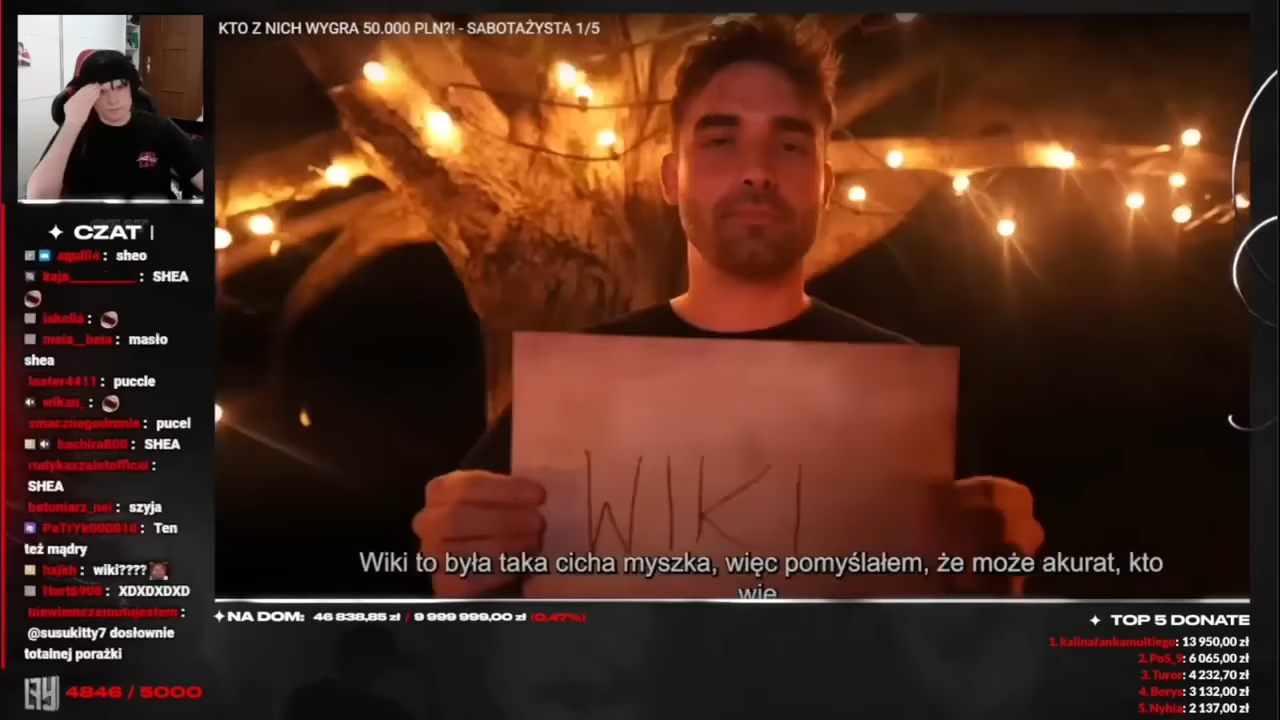 KTO Z NICH WYGRA 50.000 PLN?! - SABOTAŻYSTA 1/5
CZAT
sheo
: SHEA
: masło
shea
: puccle
: pucel
: SHEA
SHEA
: szyja
: Ten
też mądry
: wiki????
: XDXDXDXD
@susukitty7 dosłownie
totalnej porażki
4846 / 5000
WIKI
Wiki to była taka cicha myszka, więc pomyślałem, że może akurat, kto
wie
NA DOM: 46 838,85 zł / 9 999 999,00 zł (0.47%)
TOP 5 DONATE
1. kalinafankamultiego: 13 950,00 zł
2. Po5_9: 6 065,00 zł
3. Turor: 4 232,70 zł
4. Borys: 3 132,00 zł
5. Nyhia: 2 137,00 zł